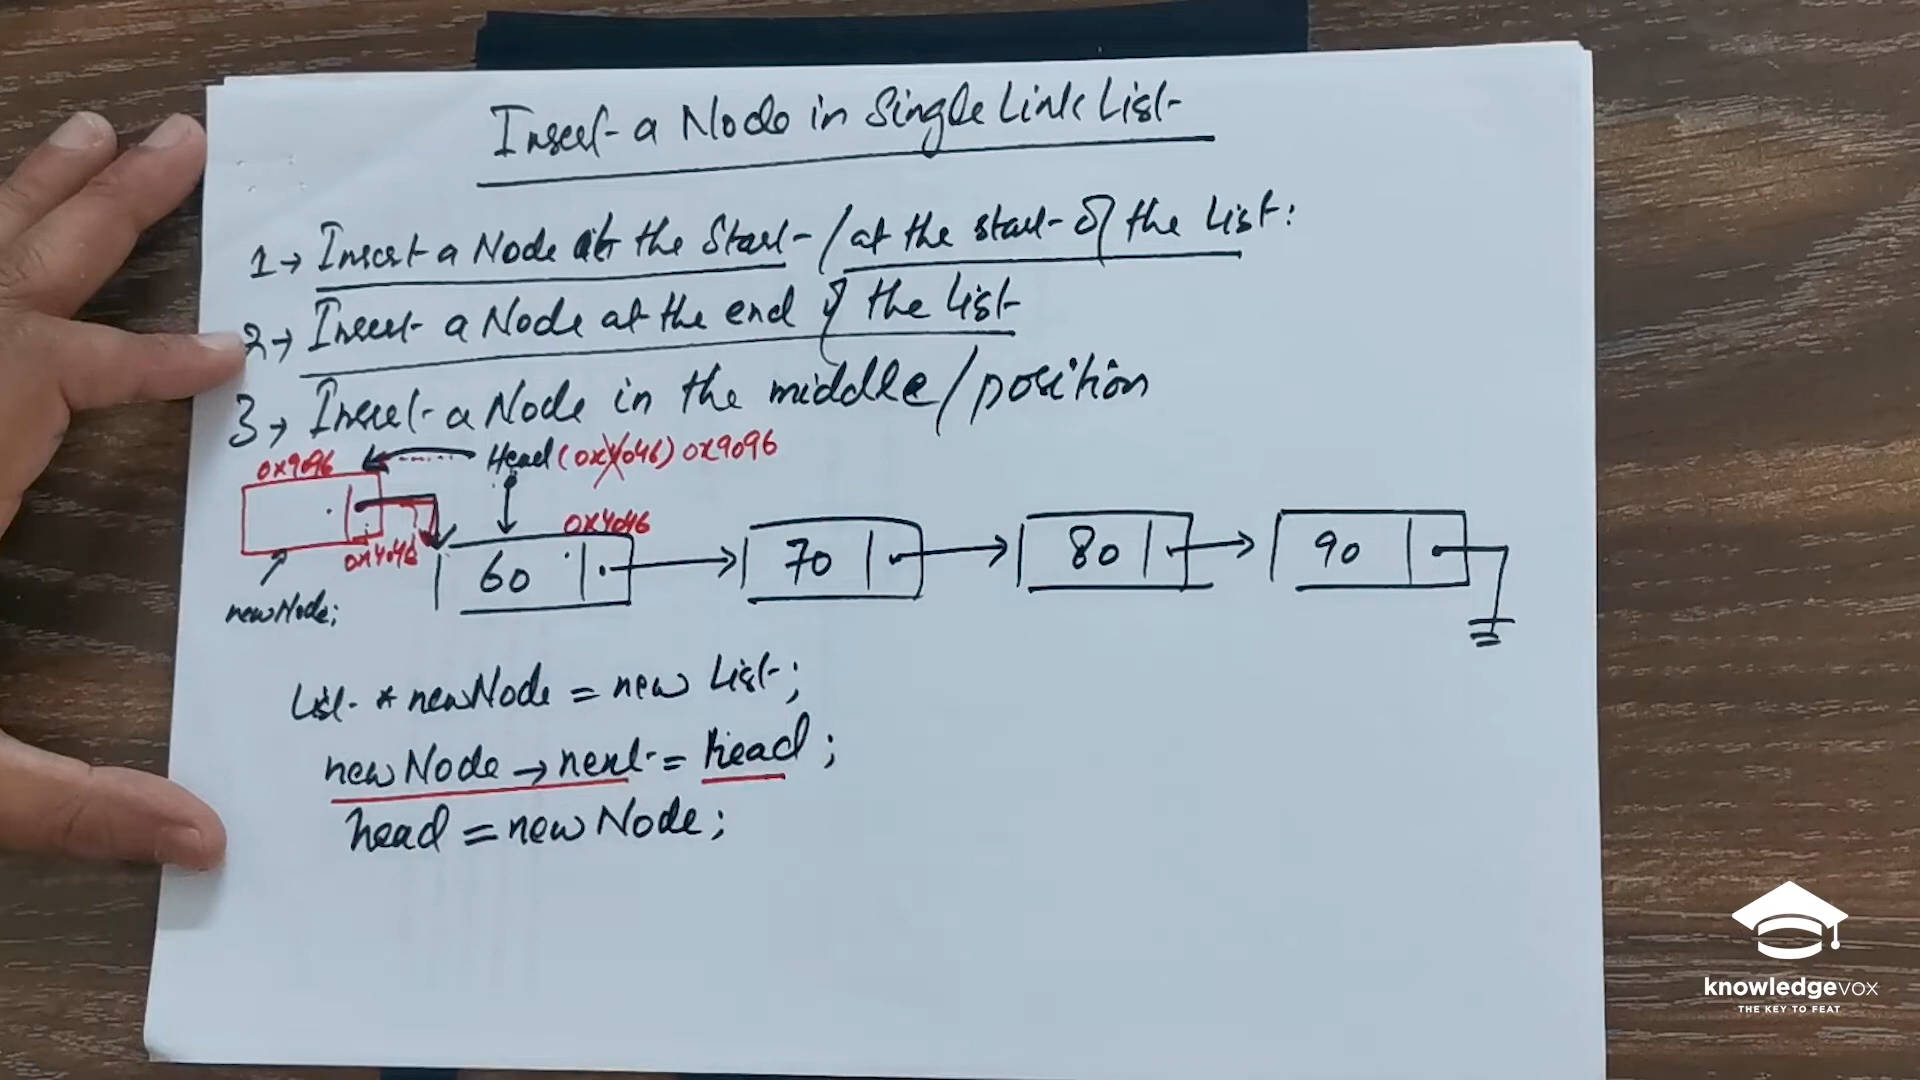 Insert a Node in Single Link List
1→ Insert a Node at the Start / at the start of the List:
2→ Insert a Node at the end of the list
3→ Insert a Node in the middle/position
0x9096 Head (0x4046) 0x9096
0x4046
0x4046
60 70 80 90
newNode;
List *newNode = new List;
newNode → next = head;
head = newNode;
knowledgevox
THE KEY TO FEAT